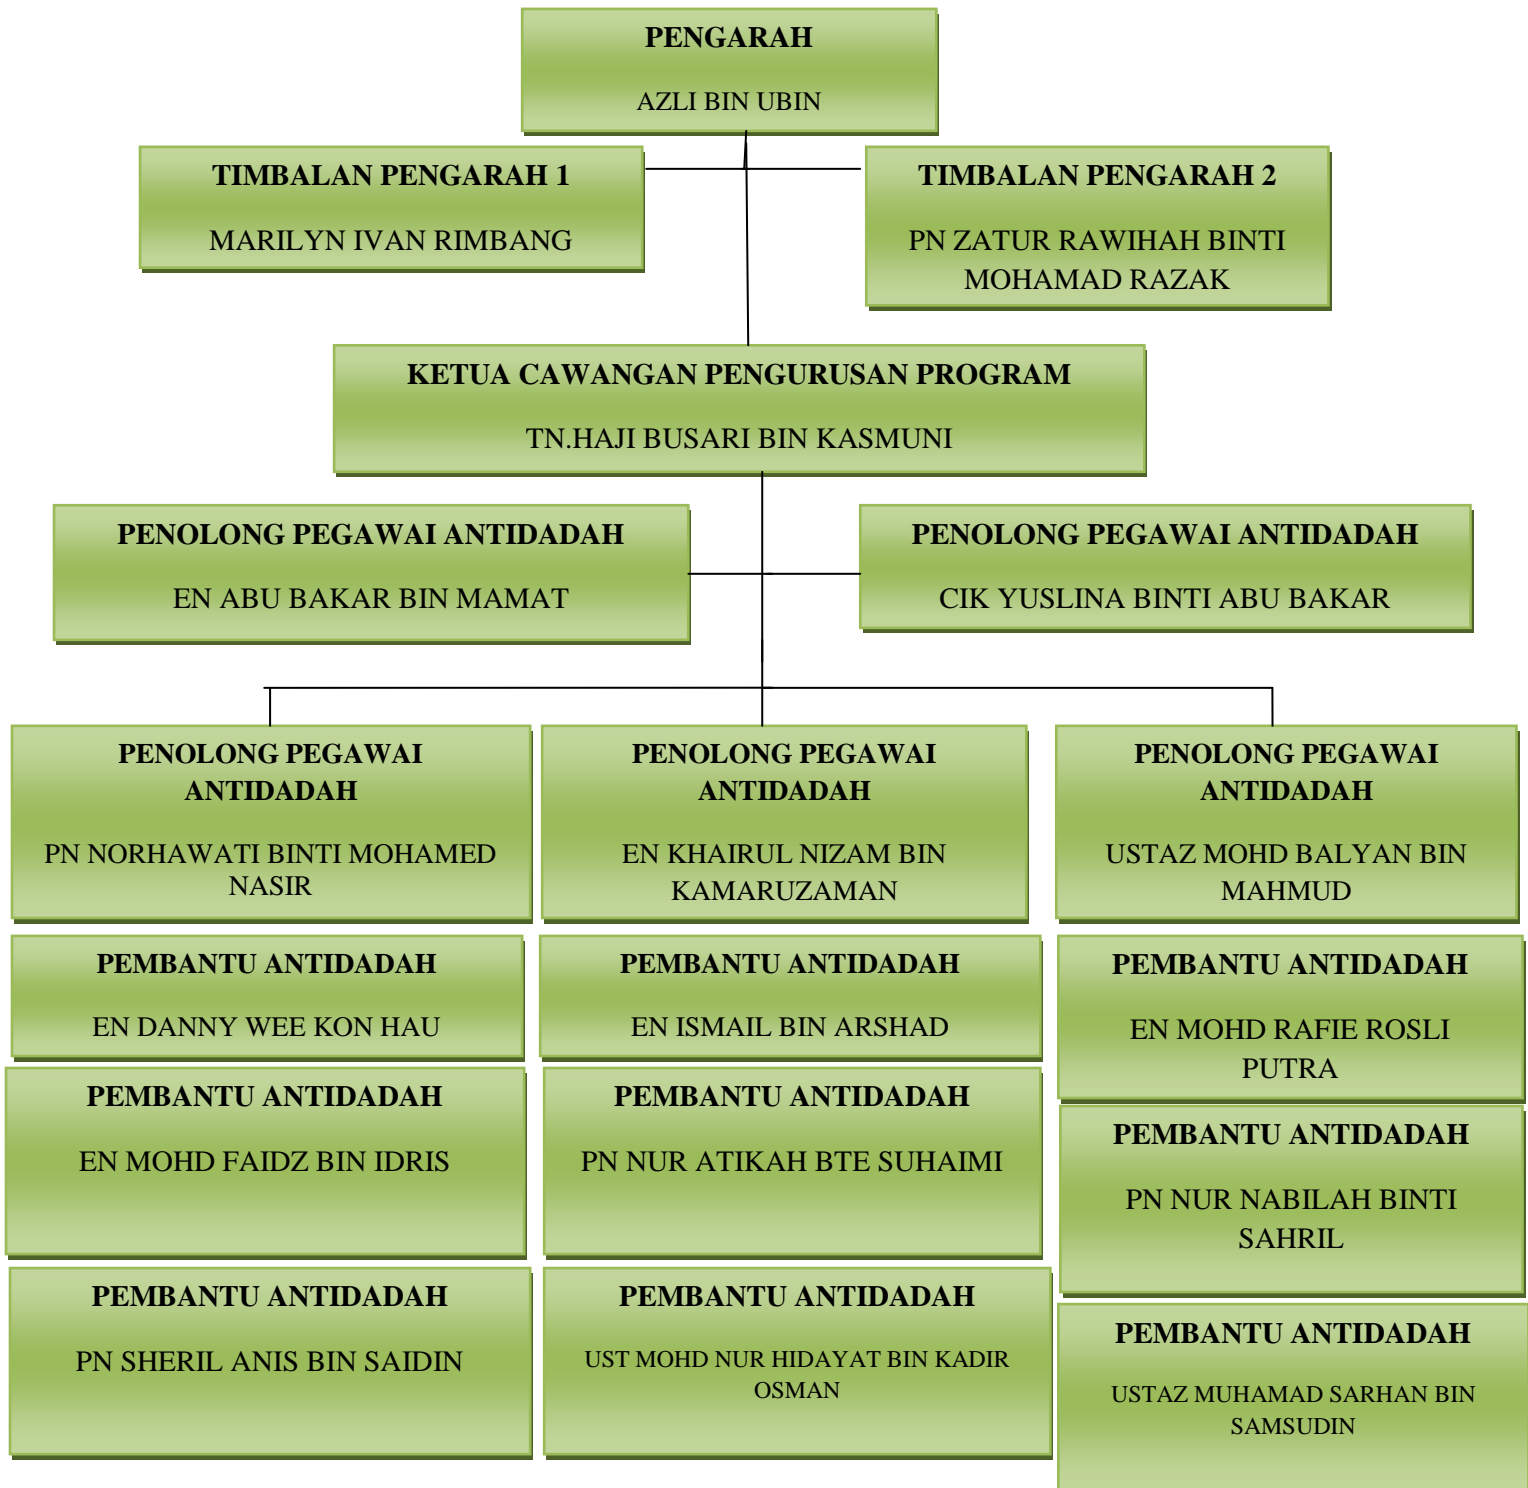 PENGARAH
AZLI BIN UBIN
TIMBALAN PENGARAH 1
MARILYN IVAN RIMBANG
TIMBALAN PENGARAH 2
PN ZATUR RAWIHAH BINTI
MOHAMAD RAZAK
KETUA CAWANGAN PENGURUSAN PROGRAM
TN.HAJI BUSARI BIN KASMUNI
PENOLONG PEGAWAI ANTIDADAH
EN ABU BAKAR BIN MAMAT
PENOLONG PEGAWAI ANTIDADAH
CIK YUSLINA BINTI ABU BAKAR
PENOLONG PEGAWAI
ANTIDADAH
PN NORHAWATI BINTI MOHAMED
NASIR
PENOLONG PEGAWAI
ANTIDADAH
EN KHAIRUL NIZAM BIN
KAMARUZAMAN
PENOLONG PEGAWAI
ANTIDADAH
USTAZ MOHD BALYAN BIN
MAHMUD
PEMBANTU ANTIDADAH
EN DANNY WEE KON HAU
PEMBANTU ANTIDADAH
EN ISMAIL BIN ARSHAD
PEMBANTU ANTIDADAH
EN MOHD RAFIE ROSLI
PUTRA
PEMBANTU ANTIDADAH
EN MOHD FAIDZ BIN IDRIS
PEMBANTU ANTIDADAH
PN NUR ATIKAH BTE SUHAIMI
PEMBANTU ANTIDADAH
PN NUR NABILAH BINTI
SAHRIL
PEMBANTU ANTIDADAH
PN SHERIL ANIS BIN SAIDIN
PEMBANTU ANTIDADAH
UST MOHD NUR HIDAYAT BIN KADIR
OSMAN
PEMBANTU ANTIDADAH
USTAZ MUHAMAD SARHAN BIN
SAMSUDIN